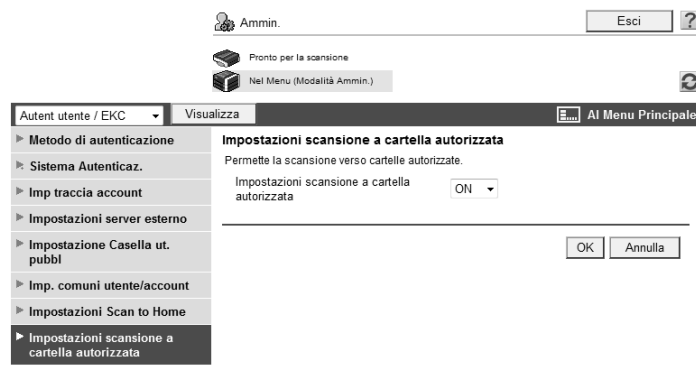 Ammin.
Esci
?
Pronto per la scansione
Nel Menu (Modalità Ammin.)
Autent utente / EKC
Visualizza
Al Menu Principale
Metodo di autenticazione
Sistema Autenticaz.
Imp traccia account
Impostazioni server esterno
Impostazione Casella ut.
pubbl
Imp. comuni utente/account
Impostazioni Scan to Home
Impostazioni scansione a
cartella autorizzata
Impostazioni scansione a cartella autorizzata
Permette la scansione verso cartelle autorizzate.
Impostazioni scansione a cartella
autorizzata
ON
OK
Annulla